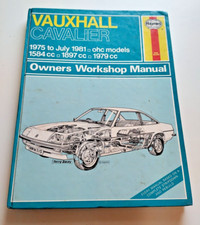 VAUXHALL
CAVALIER
Haynes
1975 to July 1981 □ ohc models
1584 cc □ 1897 cc □ 1979 cc
Owners Workshop Manual